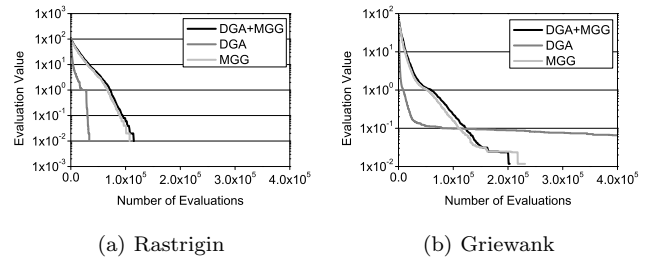 Evaluation Value
1x10³
1x10²
1x10¹
1x10⁰
1x10⁻¹
1x10⁻²
1x10⁻³
DGA+MGG
DGA
MGG
0.0 1.0x10⁵ 2.0x10⁵ 3.0x10⁵ 4.0x10⁵
Number of Evaluations
(a) Rastrigin
Evaluation Value
1x10²
1x10¹
1x10⁰
1x10⁻¹
1x10⁻²
DGA+MGG
DGA
MGG
0.0 1.0x10⁵ 2.0x10⁵ 3.0x10⁵ 4.0x10⁵
Number of Evaluations
(b) Griewank